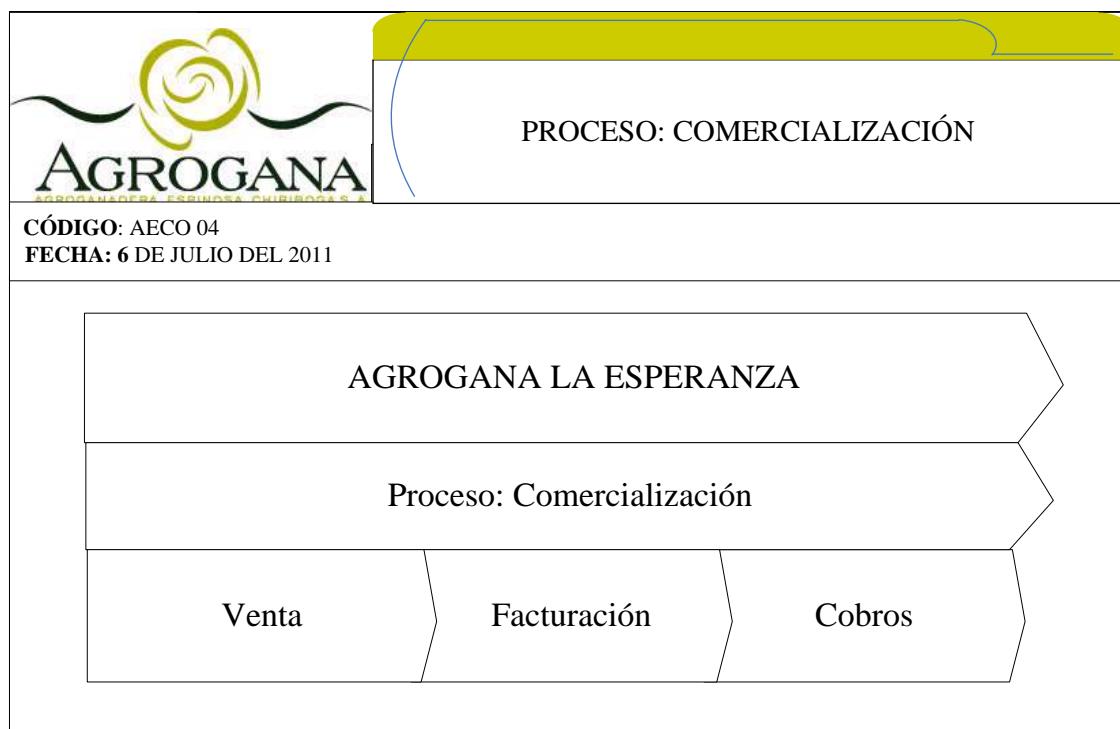 AGROGANA
AGROGANADERA ESPINOSA CHIRIBOGA S.A.
PROCESO: COMERCIALIZACIÓN
CÓDIGO: AECO 04
FECHA: 6 DE JULIO DEL 2011
AGROGANA LA ESPERANZA
Proceso: Comercialización
Venta
Facturación
Cobros